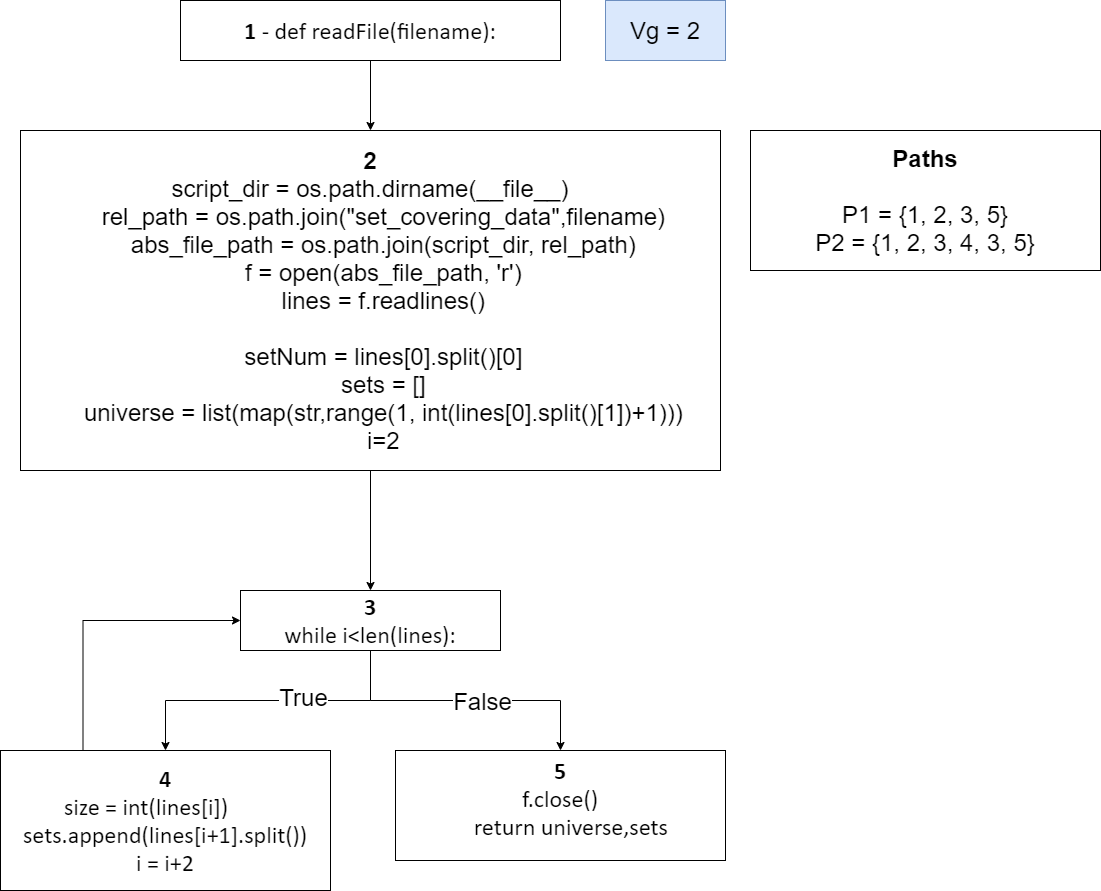 1 - def readFile(filename):
Vg = 2
2
script_dir = os.path.dirname(__file__)
rel_path = os.path.join("set_covering_data",filename)
abs_file_path = os.path.join(script_dir, rel_path)
f = open(abs_file_path, 'r')
lines = f.readlines()
setNum = lines[0].split()[0]
sets = []
universe = list(map(str,range(1, int(lines[0].split()[1])+1)))
i=2
Paths
P1 = {1, 2, 3, 5}
P2 = {1, 2, 3, 4, 3, 5}
3
while i<len(lines):
True
False
4
size = int(lines[i])
sets.append(lines[i+1].split())
i = i+2
5
f.close()
return universe,sets